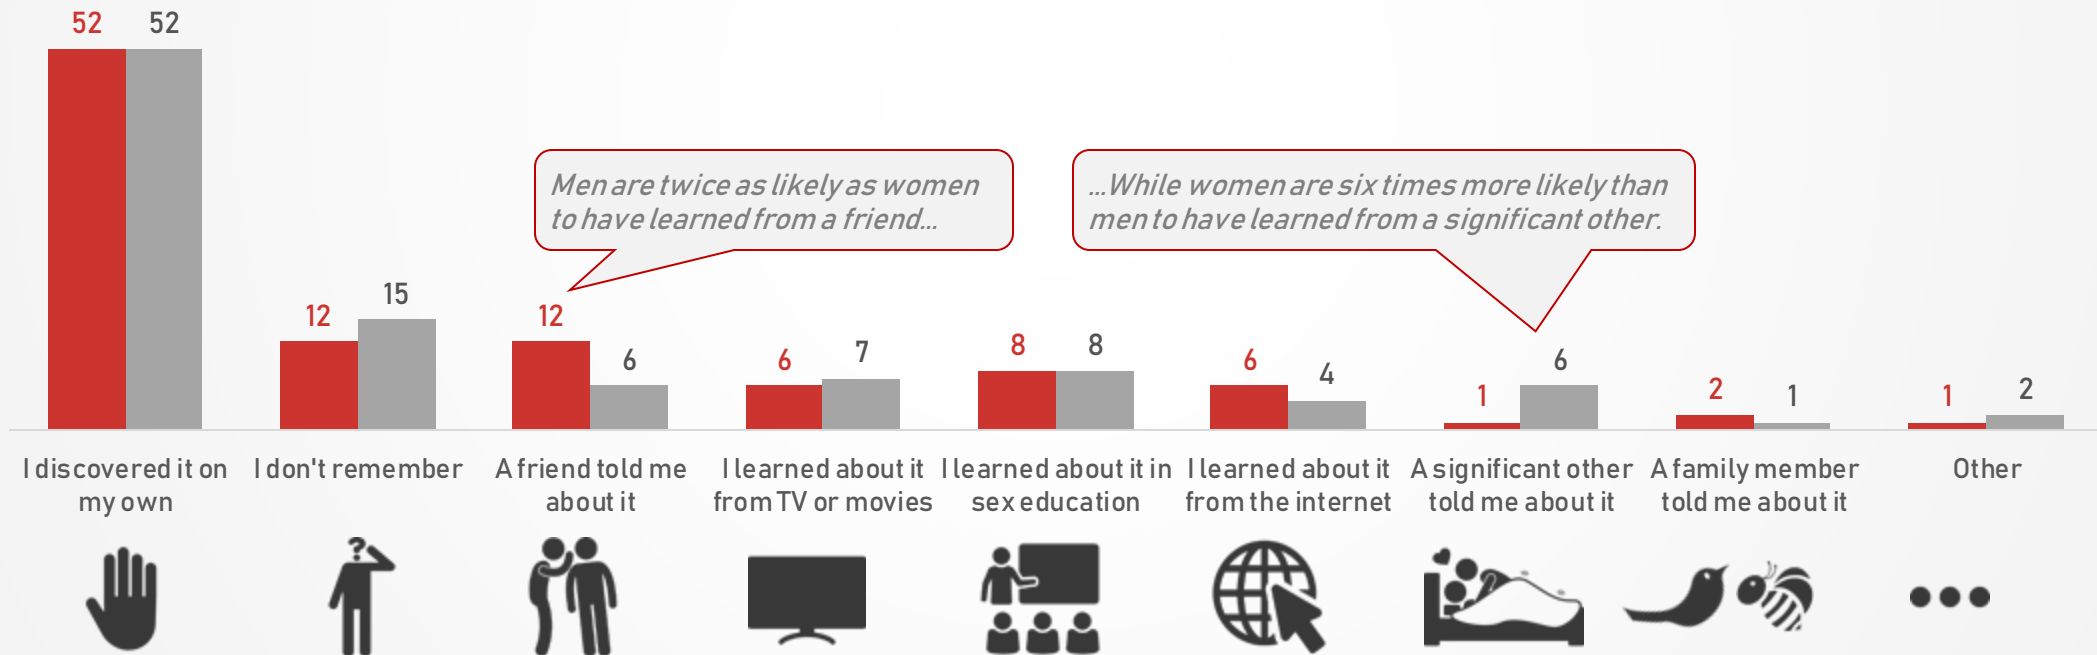 52 52
Men are twice as likely as women
to have learned from a friend...
...While women are six times more likely than
men to have learned from a significant other.
12 15
12 6
6 7
8 8
6 4
1 6
2 1
1 2
I discovered it on
my own
I don't remember
A friend told me
about it
I learned about it
from TV or movies
I learned about it in
sex education
I learned about it
from the internet
A significant other
told me about it
A family member
told me about it
Other
?